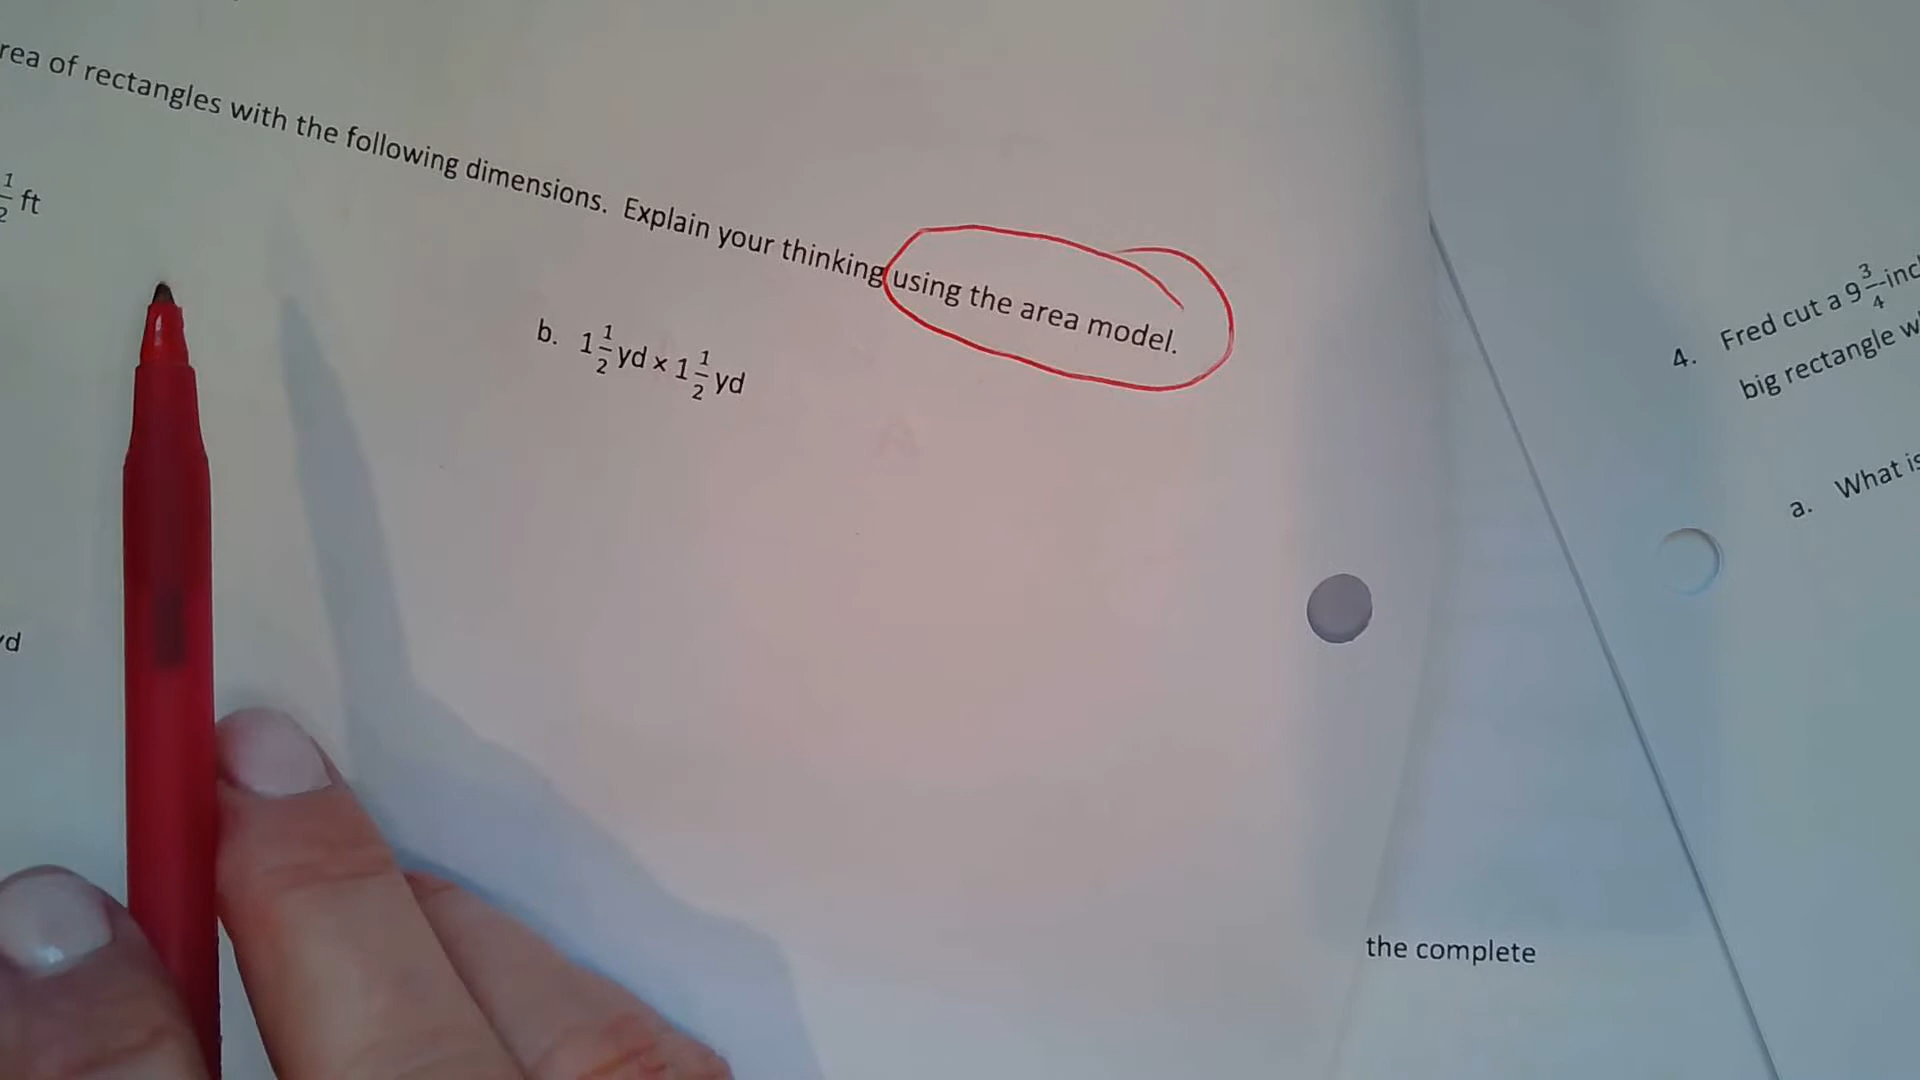 rea of rectangles with the following dimensions. Explain your thinking using the area model.
1/2 ft
b. 1 1/2 yd × 1 1/2 yd
yd
the complete
4. Fred cut a 9 3/4-inc
big rectangle w
a. What is